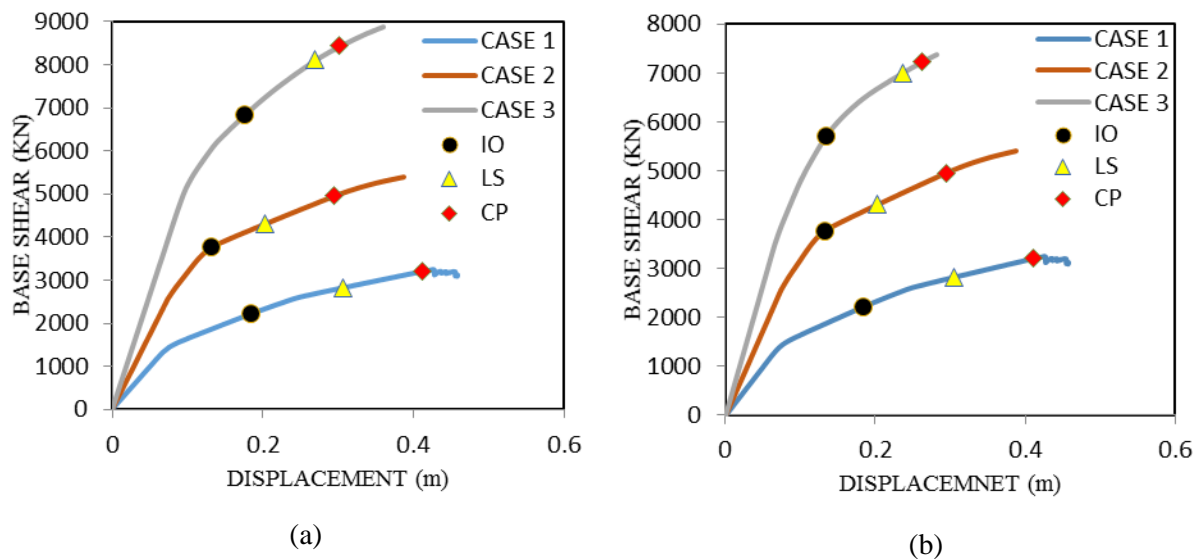 9000
8000
7000
6000
5000
4000
3000
2000
1000
0
BASE SHEAR (KN)
0 0.2 0.4 0.6
DISPLACEMENT (m)
CASE 1
CASE 2
CASE 3
IO
LS
CP
(a)
8000
7000
6000
5000
4000
3000
2000
1000
0
BASE SHEAR (KN)
0 0.2 0.4 0.6
DISPLACEMNET (m)
CASE 1
CASE 2
CASE 3
IO
LS
CP
(b)